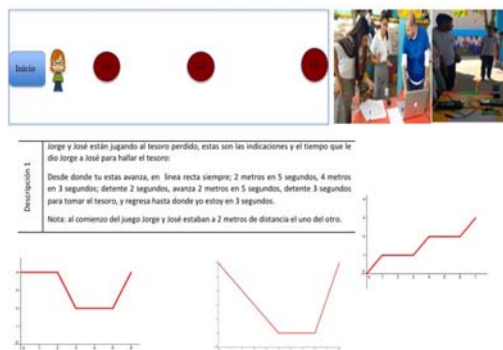 Inicio
Descripción 1
Jorge y José están jugando al tesoro perdido, estas son las indicaciones y el tiempo que le
dio Jorge a José para hallar el tesoro:
Desde donde tu estas avanza, en linea recta siempre; 2 metros en 5 segundos, 4 metros
en 3 segundos; detente 2 segundos, avanza 2 metros en 5 segundos, detente 3 segundos
para tomar el tesoro, y regresa hasta donde yo estoy en 3 segundos.
Nota: al comienzo del juego Jorge y José estaban a 2 metros de distancia el uno del otro.